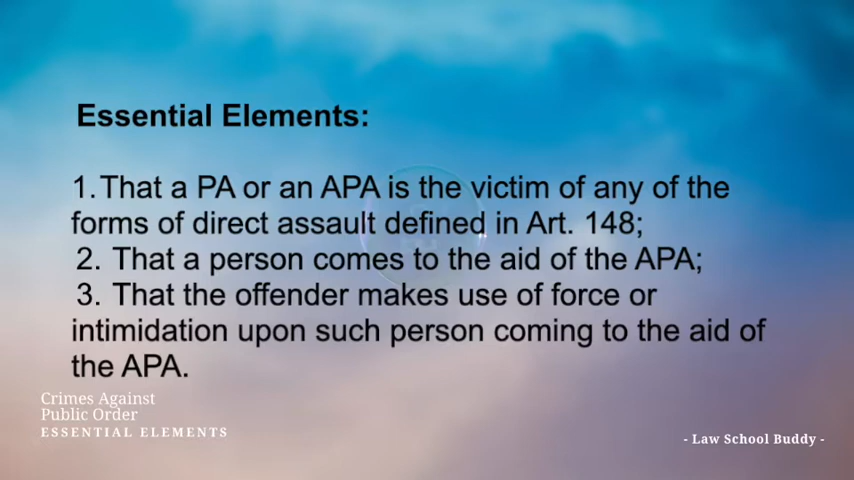 Essential Elements:
1. That a PA or an APA is the victim of any of the
forms of direct assault defined in Art. 148;
2. That a person comes to the aid of the APA;
3. That the offender makes use of force or
intimidation upon such person coming to the aid of
the APA.
Crimes Against
Public Order
ESSENTIAL ELEMENTS
- Law School Buddy -